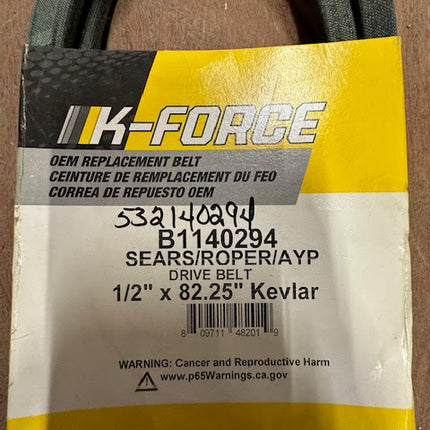 K-FORCE
OEM REPLACEMENT BELT
CEINTURE DE REMPLACEMENT DU FEO
CORREA DE REPUESTO OEM
532140294
B1140294
SEARS/ROPER/AYP
DRIVE BELT
1/2" x 82.25" Kevlar
8 09711 48201 9
WARNING: Cancer and Reproductive Harm
www.p65Warnings.ca.gov